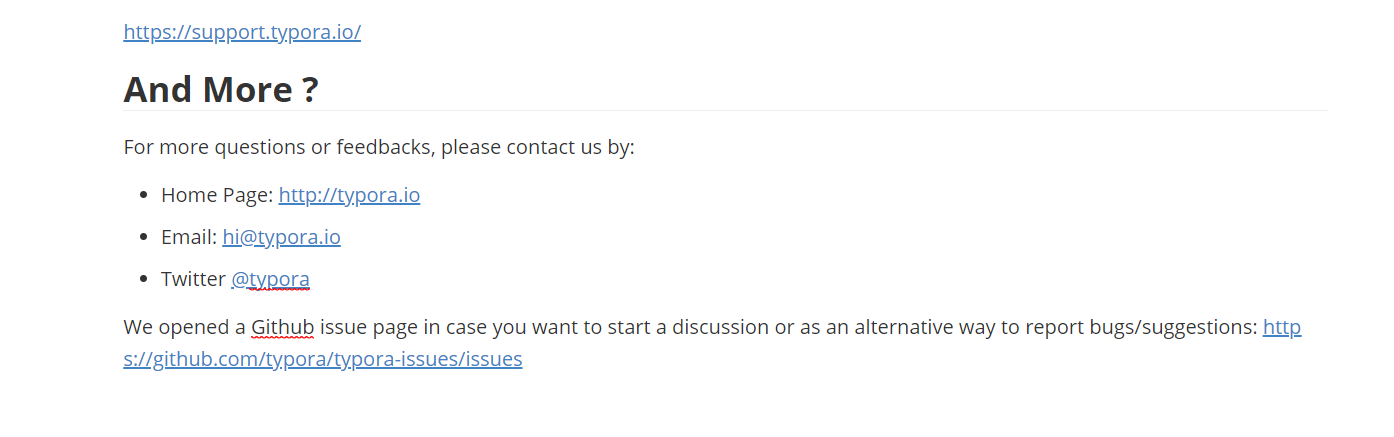 https://support.typora.io/
And More ?
For more questions or feedbacks, please contact us by:
Home Page: http://typora.io
Email: hi@typora.io
Twitter @typora
We opened a Github issue page in case you want to start a discussion or as an alternative way to report bugs/suggestions: http
s://github.com/typora/typora-issues/issues